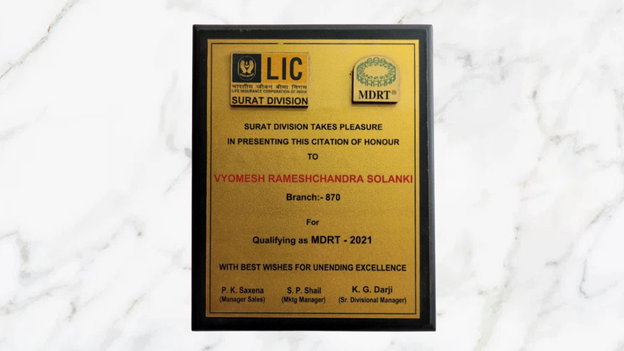 LIC
भारतीय जीवन बीमा निगम
LIFE INSURANCE CORPORATION OF INDIA
SURAT DIVISION
MDRT®
SURAT DIVISION TAKES PLEASURE
IN PRESENTING THIS CITATION OF HONOUR
TO
VYOMESH RAMESHCHANDRA SOLANKI
Branch:- 870
For
Qualifying as MDRT - 2021
WITH BEST WISHES FOR UNENDING EXCELLENCE
P. K. Saxena S. P. Shail K. G. Darji
(Manager Sales) (Mktg Manager) (Sr. Divisional Manager)